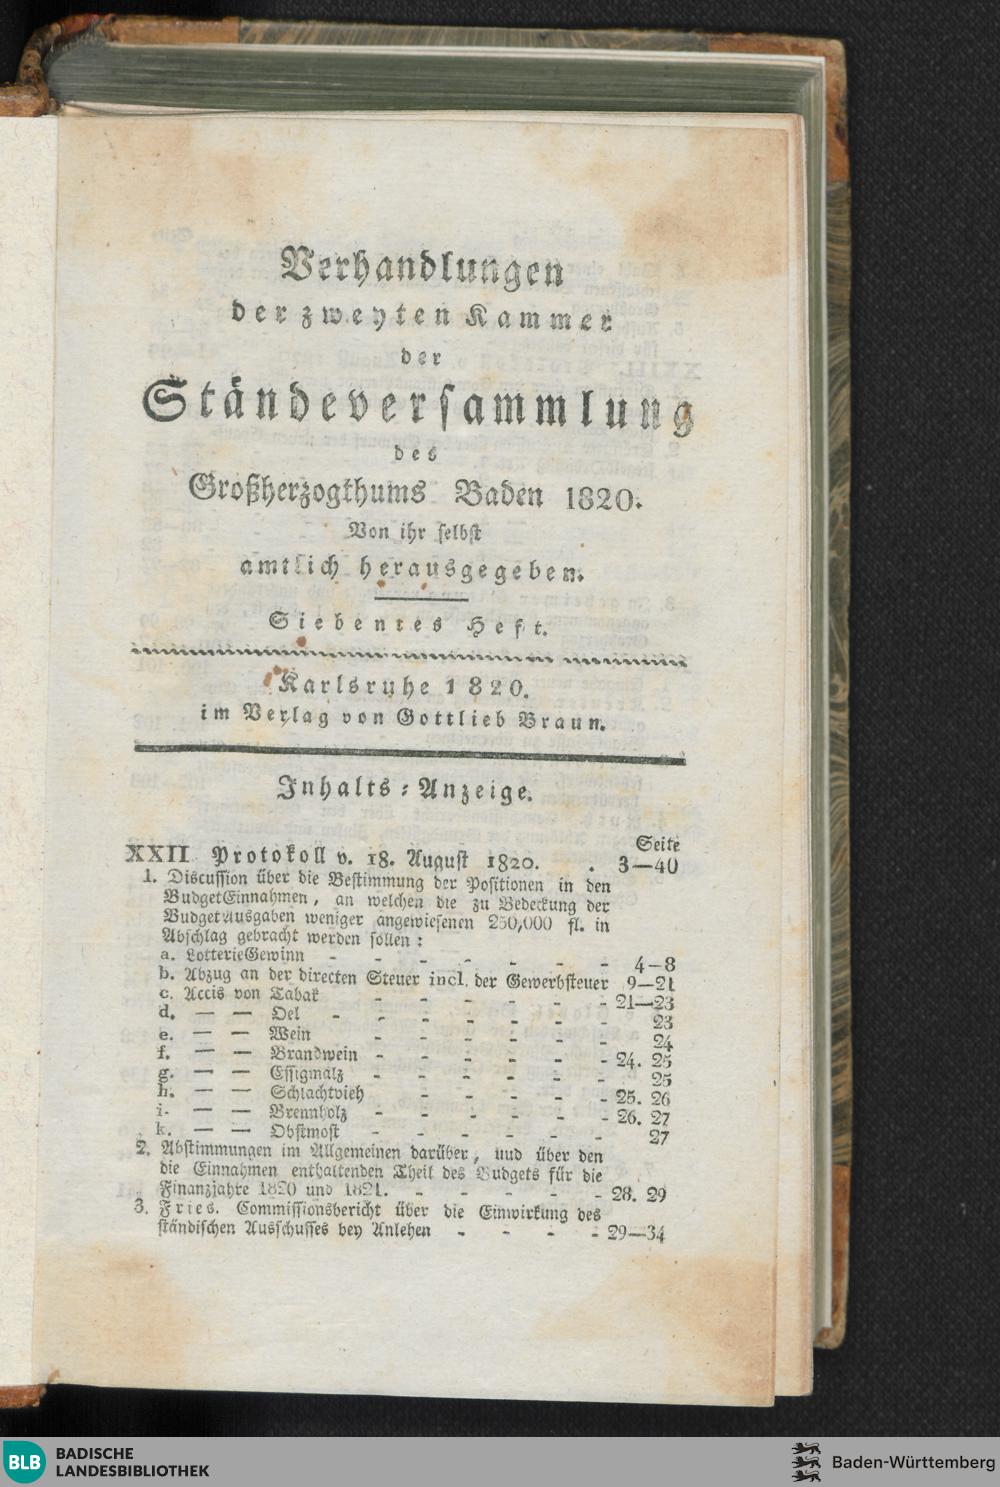 Verhandlungen
der zweyten Kammer
der
Ständeversammlung
des
Großherzogthums Baden 1820.
Von ihr selbst
amtlich herausgegeben.
Siebentes Heft.
Karlsruhe 1820.
im Verlag von Gottlieb Braun.
Inhalts-Anzeige.
Seite
XXII Protokoll v. 18. August 1820. . 3—40
1. Discussion über die Bestimmung der Positionen in den
BudgetEinnahmen, an welchen die zu Bedeckung der
BudgetAusgaben weniger angewiesenen 250,000 fl. in
Abschlag gebracht werden sollen:
a. LotterieGewinn - - - - - - - 4—8
b. Abzug an der directen Steuer incl. der Gewerbsteuer 9—21
c. Accis von Tabak - - - - - - 21—23
d. — — Oel - - - - - - - 23
e. — — Wein - - - - - - 24
f. — — Brandwein - - - - - - 24. 25
g. — — Essigmalz - - - - - - 25
h. — — Schlachtvieh - - - - - 25. 26
i. — — Brennholz - - - - - - 26. 27
k. — — Obstmost - - - - - - 27
2. Abstimmungen im Allgemeinen darüber, uud über den
die Einnahmen enthaltenden Theil des Budgets für die
Finanzjahre 1820 und 1821. - - - - - 28. 29
3. Fries. Commissionsbericht über die Einwirkung des
ständischen Ausschusses bey Anlehen - - - - 29—34
BLB BADISCHE
LANDESBIBLIOTHEK
Baden-Württemberg